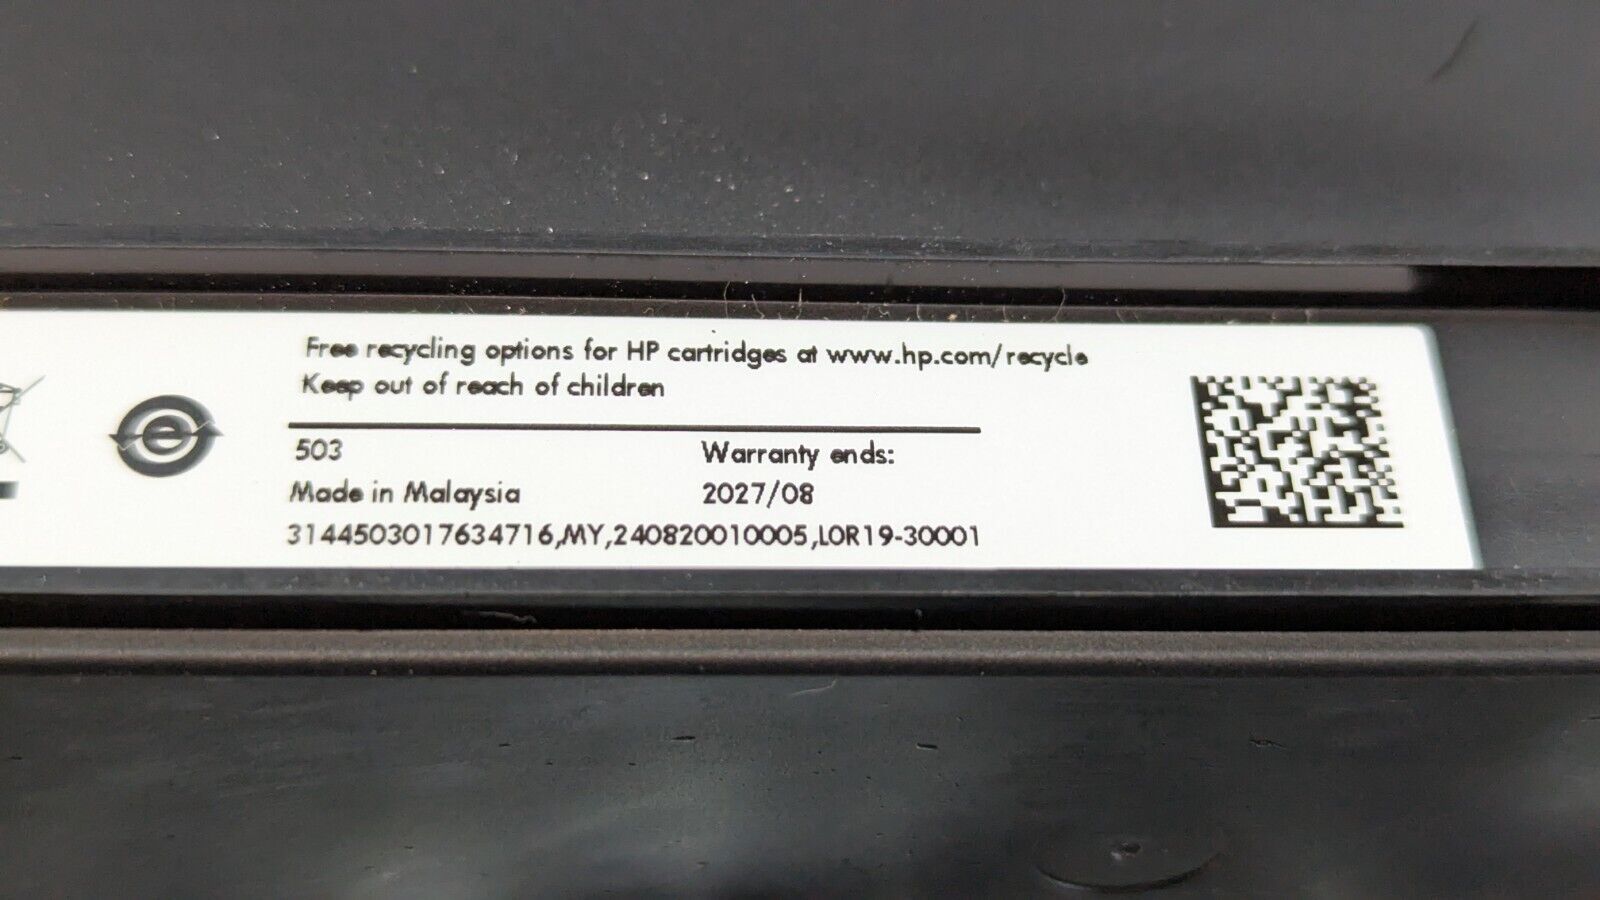 Free recycling options for HP cartridges at www.hp.com/recycle
Keep out of reach of children
e
503
Warranty ends:
Made in Malaysia
2027/08
3144503017634716,MY,240820010005,LOR19-30001